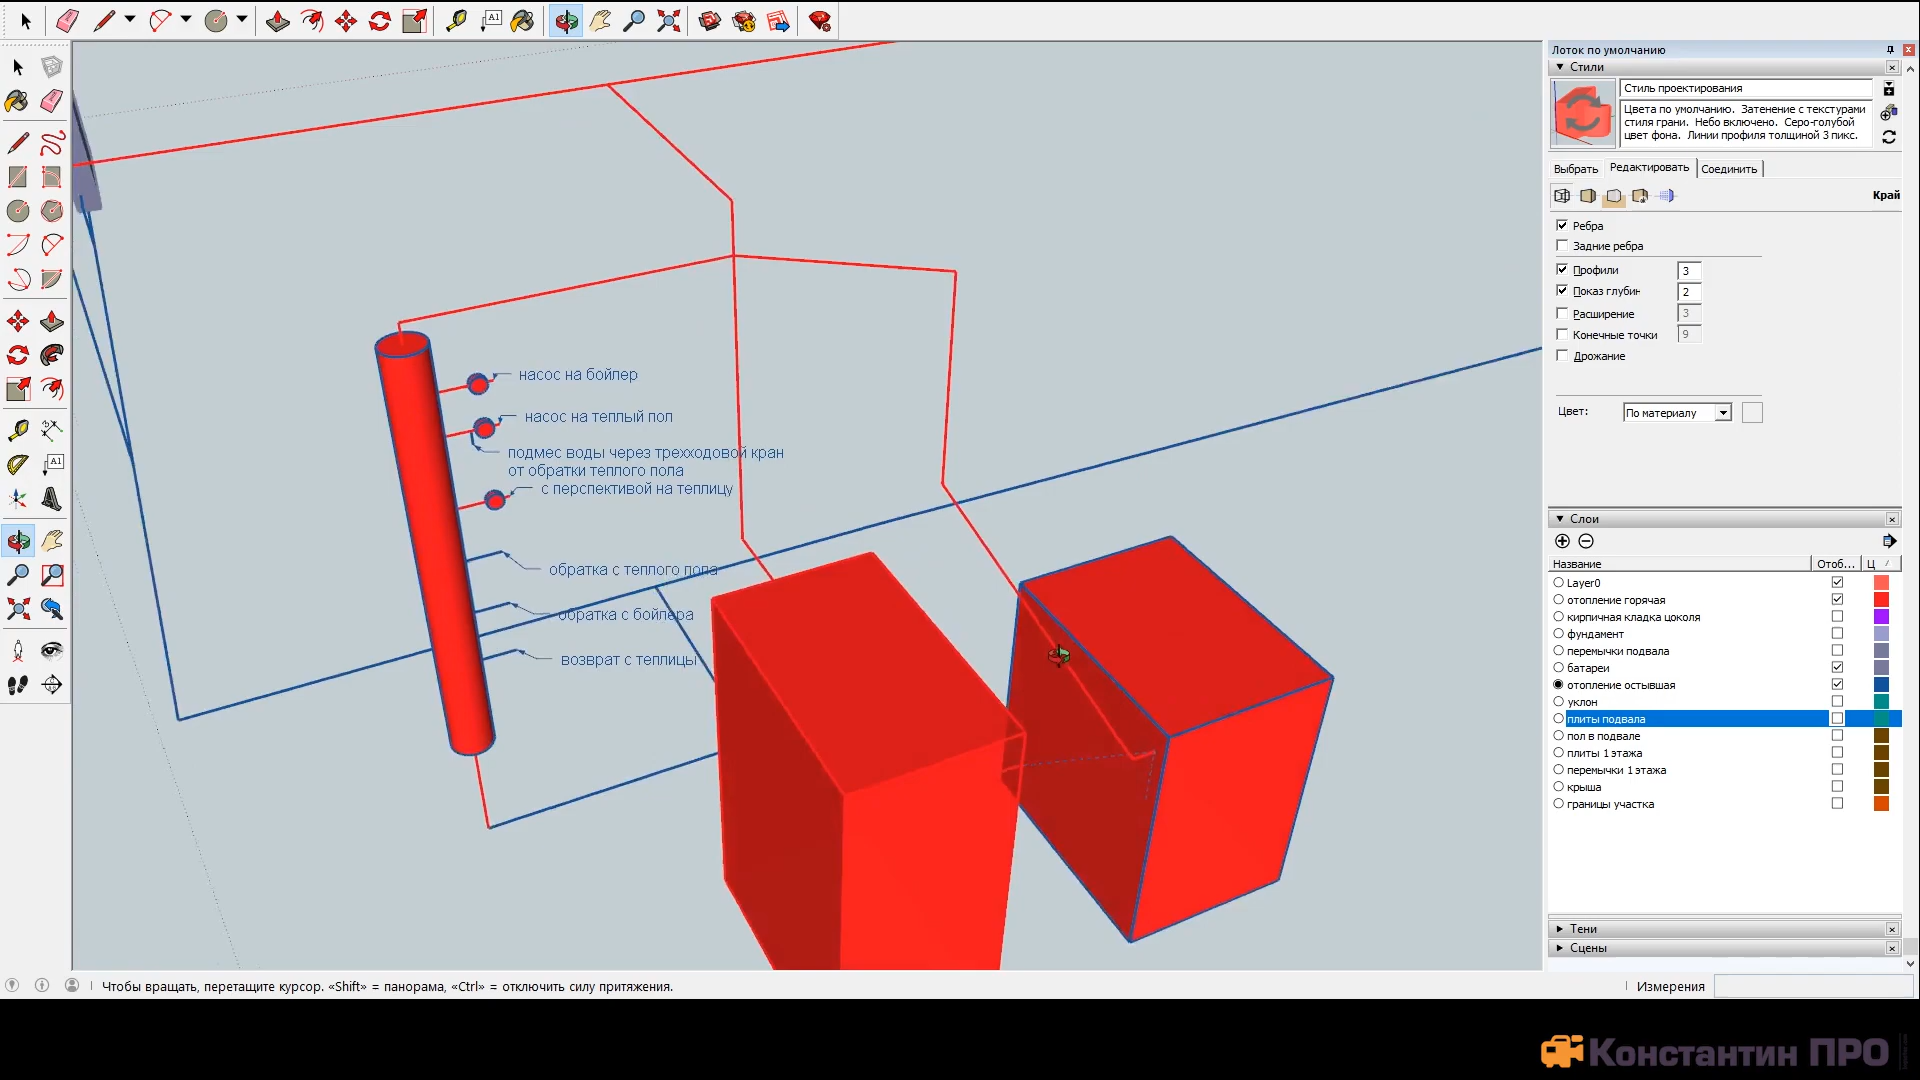 A1
Лоток по умолчанию
Стили
Стиль проектирования
Цвета по умолчанию. Затенение с текстурами
стиля грани. Небо включено. Серо-голубой
цвет фона. Линии профиля толщиной 3 пикс.
Выбрать
Редактировать
Соединить
Край
Ребра
Задние ребра
Профили
3
Показ глубин
2
Расширение
3
Конечные точки
9
Дрожание
Цвет:
По материалу
A1
насос на бойлер
насос на теплый пол
подмес воды через трехходовой кран
от обратки теплого пола
с перспективой на теплицу
обратка с теплого пола
обратка с бойлера
возврат с теплицы
Слои
Название
Отоб...
Ц
Layer0
отопление горячая
кирпичная кладка цоколя
фундамент
перемычки подвала
батареи
отопление остывшая
уклон
плиты подвала
пол в подвале
плиты 1 этажа
перемычки 1 этажа
крыша
границы участка
Тени
Сцены
Чтобы вращать, перетащите курсор. «Shift» = панорама, «Ctrl» = отключить силу притяжения.
Измерения
Константин ПРО